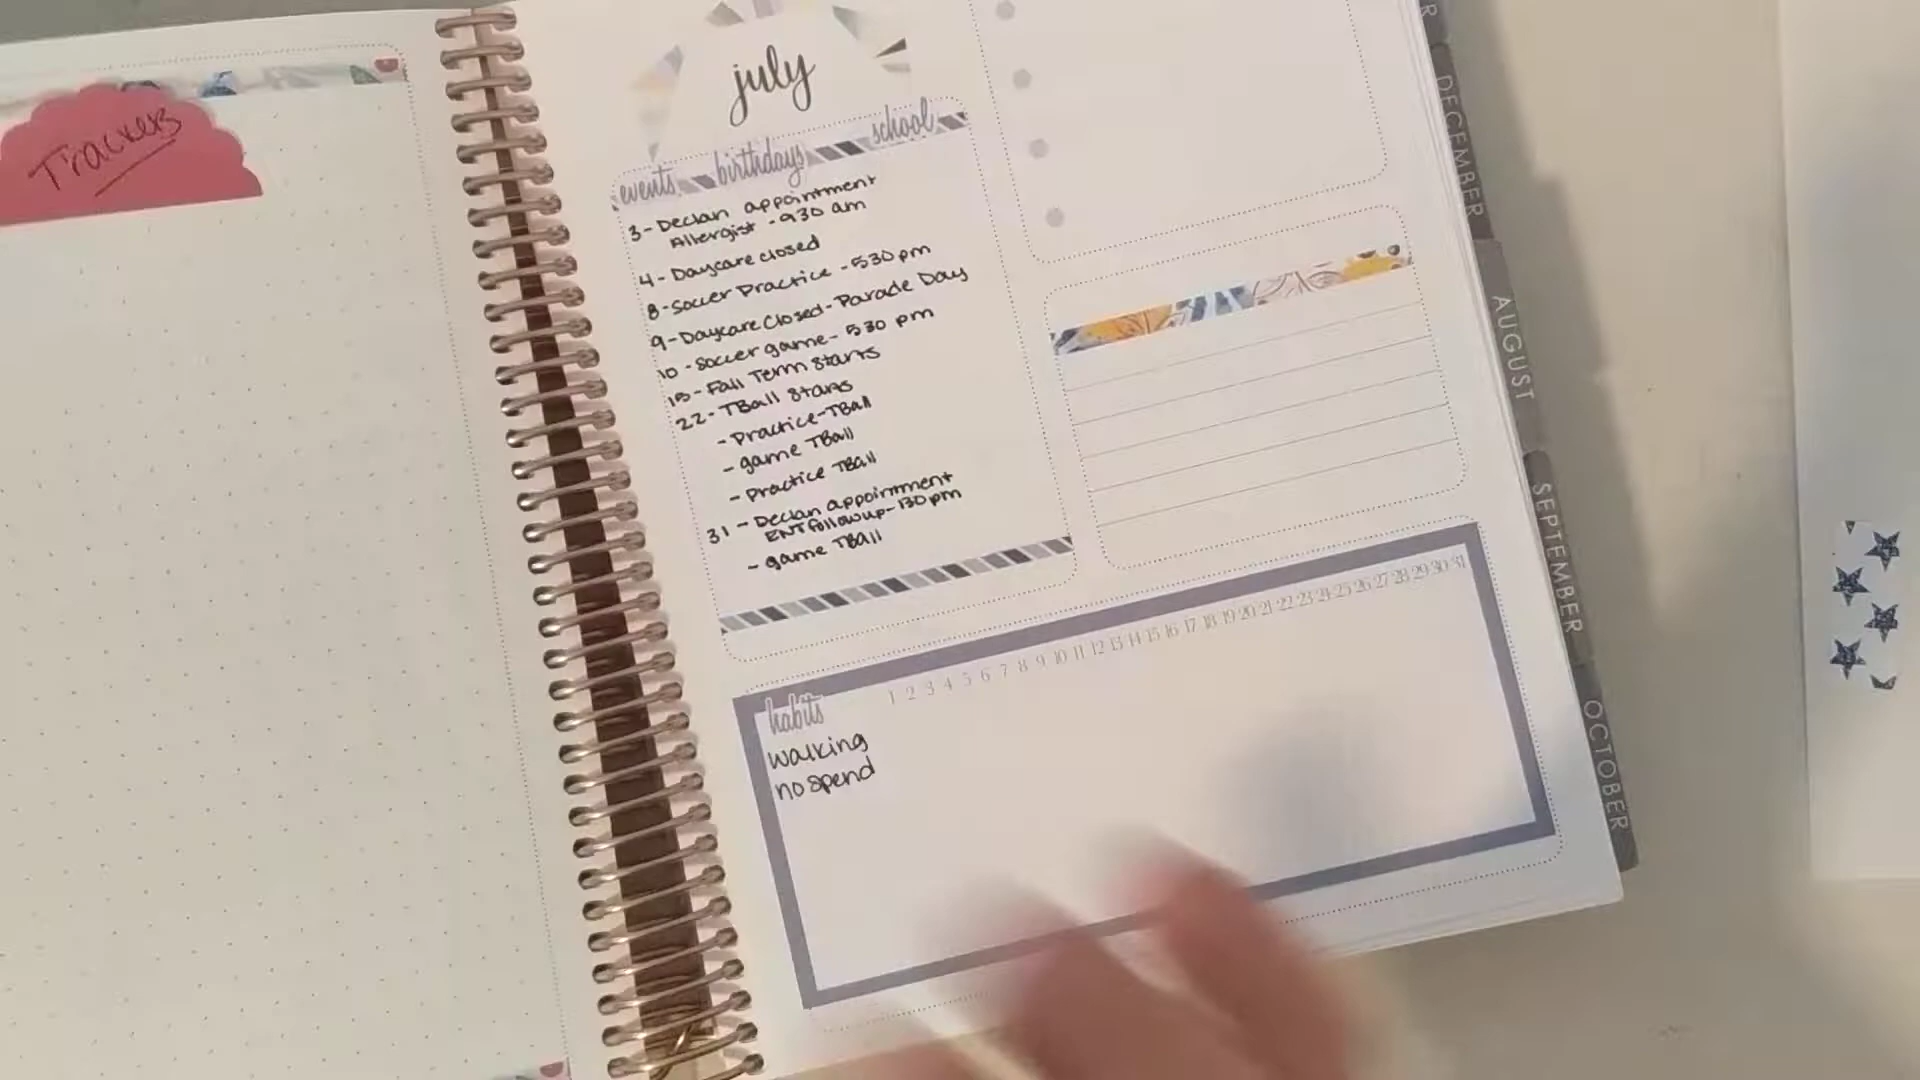 Trackers
july
events birthdays school
3 - Declan appointment
Allergist - 930 am
4 - Daycare closed
8 - Soccer Practice - 530 pm
9 - Daycare Closed - Parade Day
10 - Soccer game - 530 pm
15 - Fall Term Starts
22 - TBall Starts
- Practice - TBall
- game TBall
- Practice TBall
31 - Declan appointment
ENT followup - 130 pm
- game TBall
habits
1 2 3 4 5 6 7 8 9 10 11 12 13 14 15 16 17 18 19 20 21 22 23 24 25 26 27 28 29 30 31
walking
no spend
DECEMBER
AUGUST
SEPTEMBER
OCTOBER